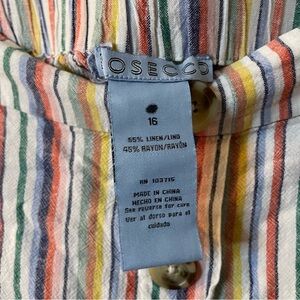 16
55% LINEN/LINO
45% RAYON/RAYÓN
RN 103715
MADE IN CHINA
HECHO EN CHINA
See reverse for care
Ver al dorso para el
cuidado